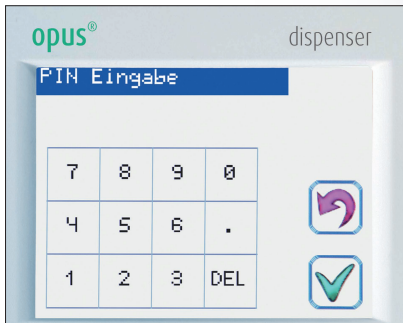 opus® dispenser
PIN Eingabe
7 8 9 0
4 5 6 .
1 2 3 DEL